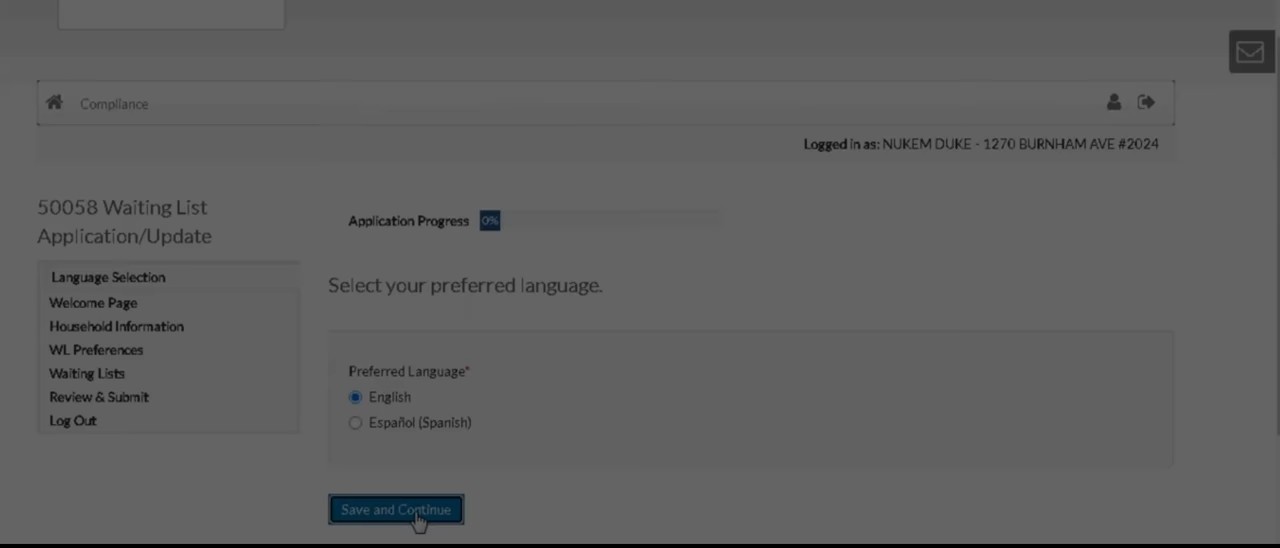 Compliance
Logged in as: NUKEM DUKE - 1270 BURNHAM AVE #2024
50058 Waiting List
Application/Update
Language Selection
Welcome Page
Household Information
WL Preferences
Waiting Lists
Review & Submit
Log Out
Application Progress 0%
Select your preferred language.
Preferred Language*
English
Español (Spanish)
Save and Continue